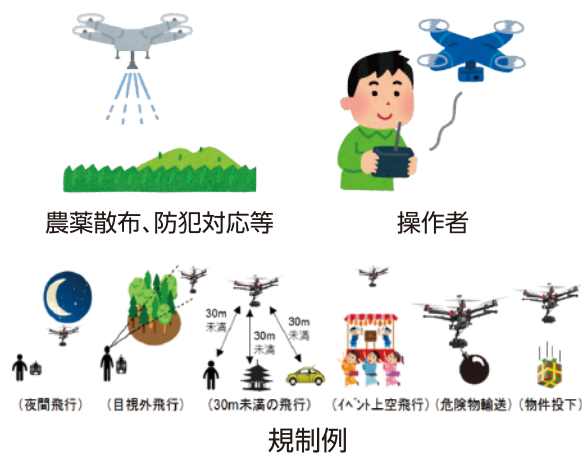 農薬散布、防犯対応等
操作者
30m
未満
30m
未満
30m
未満
(夜間飛行)
(目視外飛行)
(30m未満の飛行)
(イベント上空飛行)
(危険物輸送)
(物件投下)
規制例